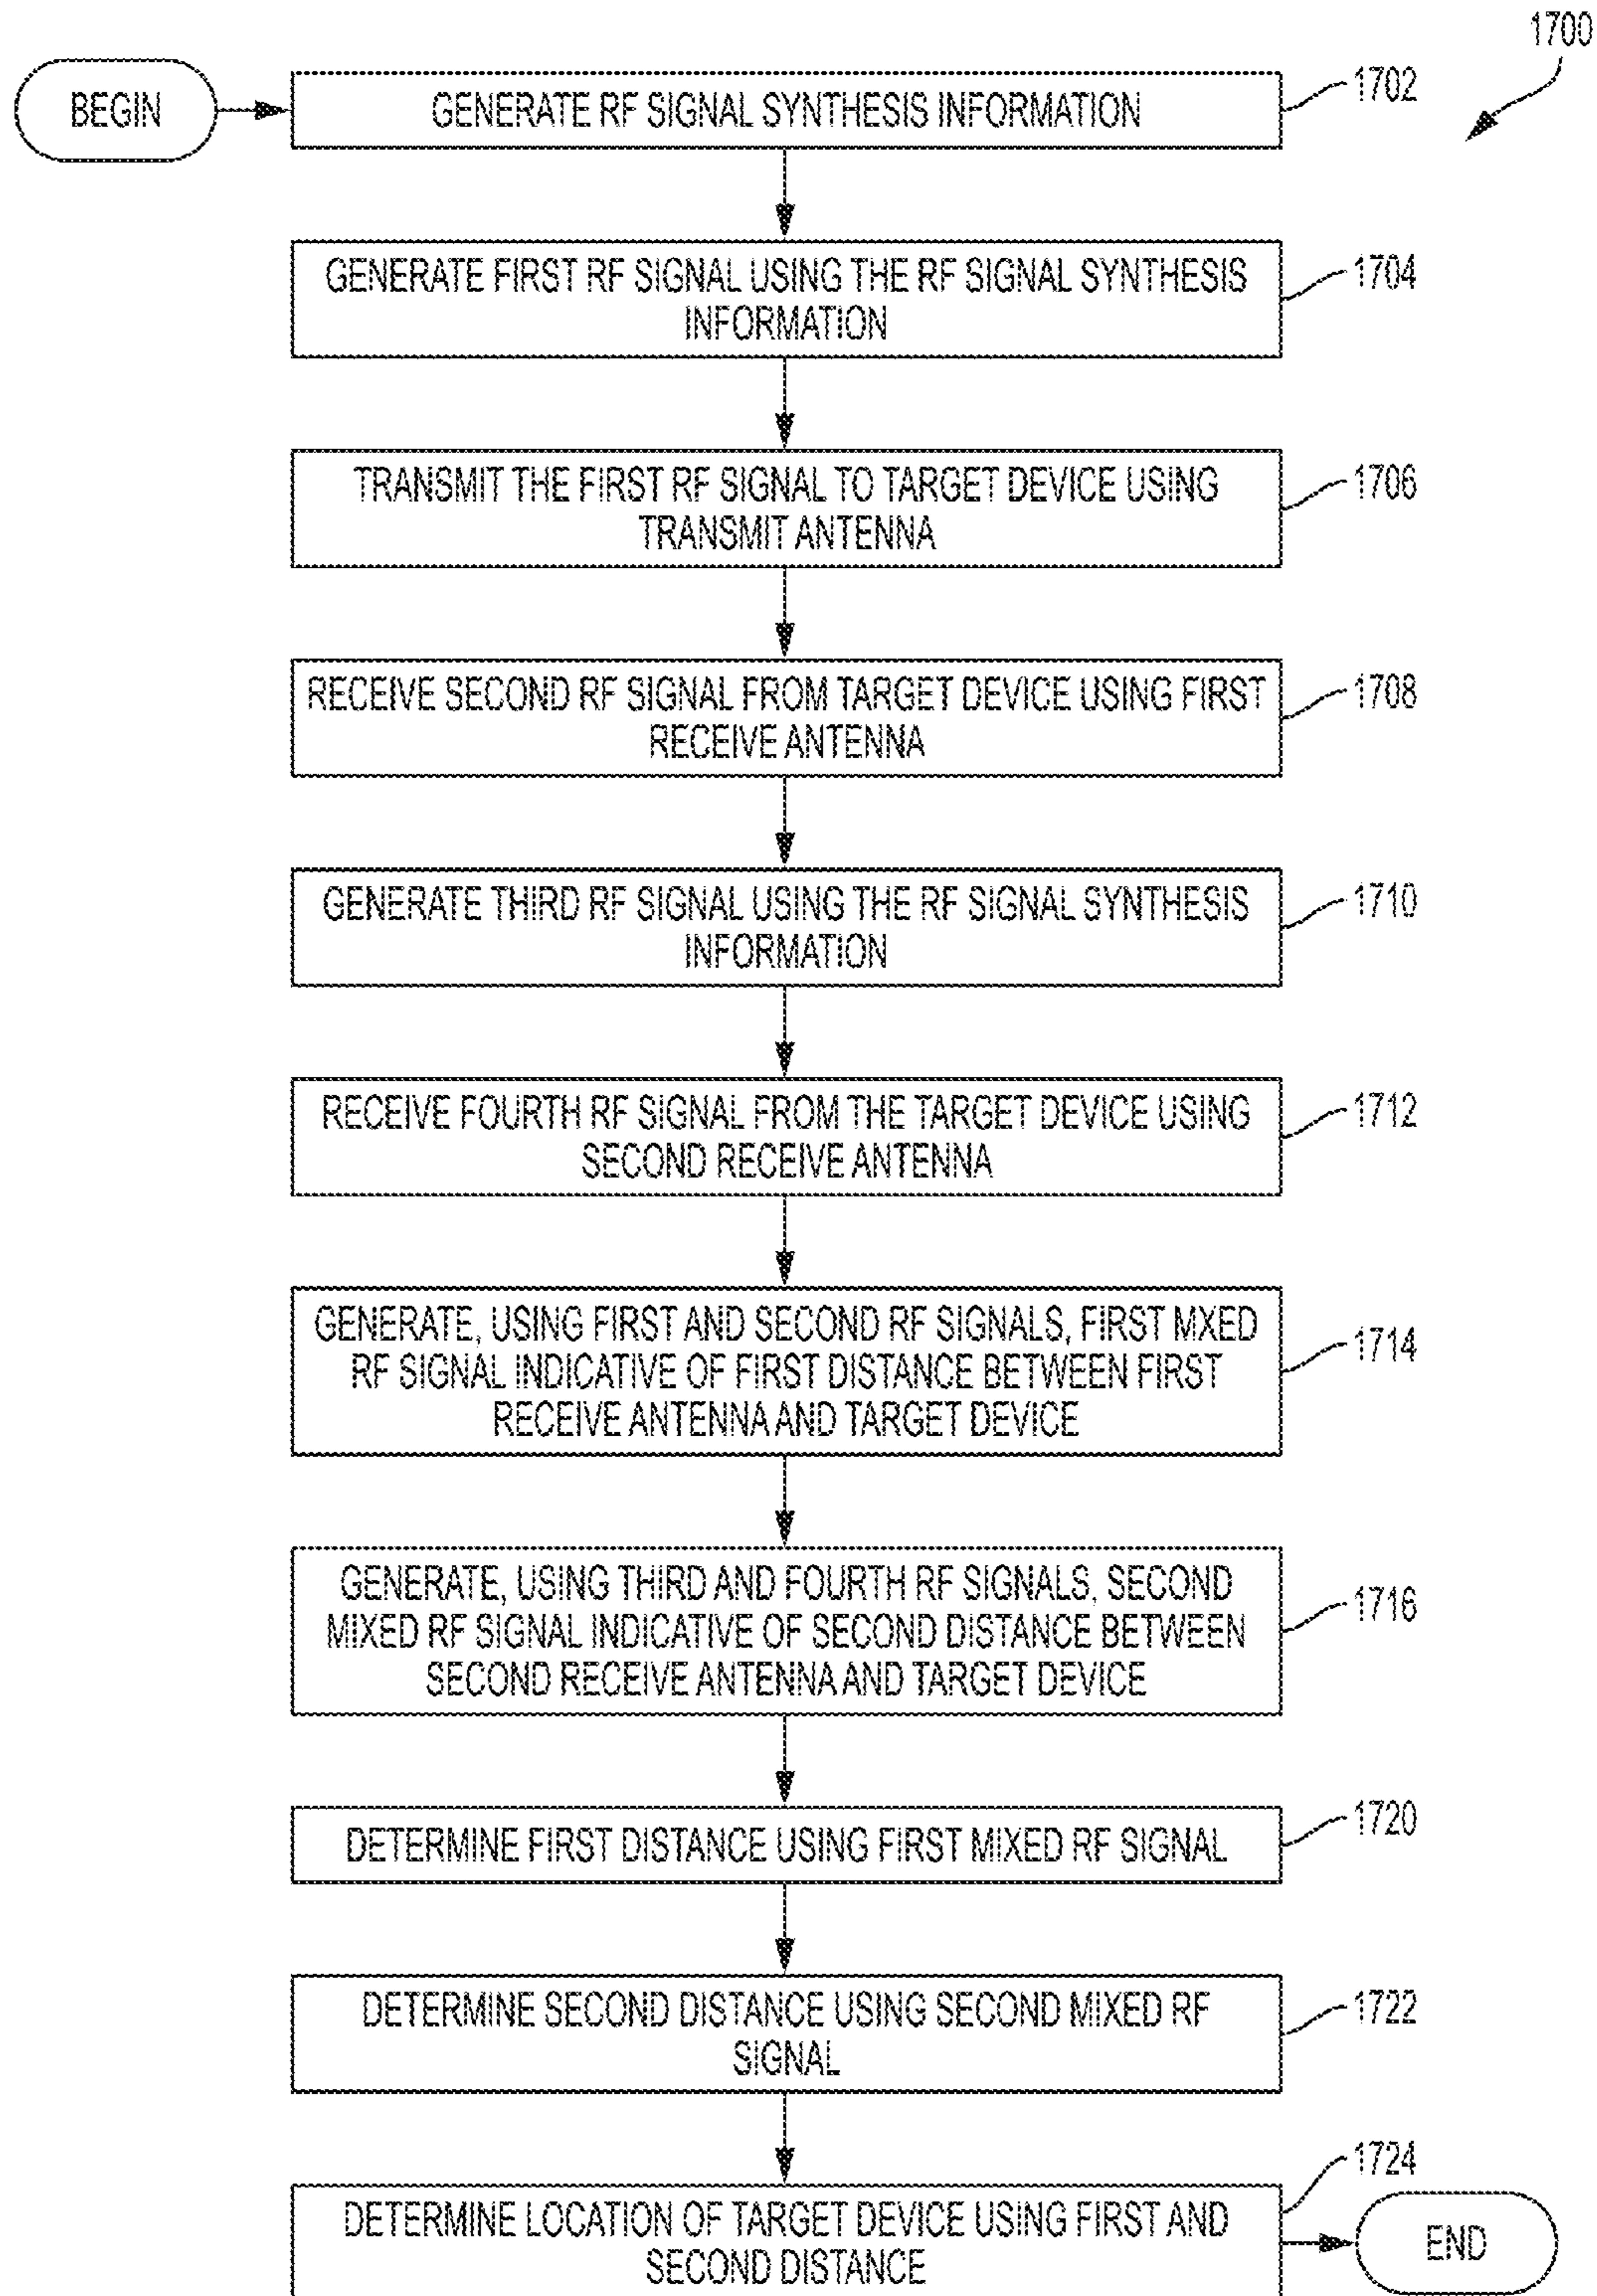 1700
BEGIN
GENERATE RF SIGNAL SYNTHESIS INFORMATION
1702
GENERATE FIRST RF SIGNAL USING THE RF SIGNAL SYNTHESIS
INFORMATION
1704
TRANSMIT THE FIRST RF SIGNAL TO TARGET DEVICE USING
TRANSMIT ANTENNA
1706
RECEIVE SECOND RF SIGNAL FROM TARGET DEVICE USING FIRST
RECEIVE ANTENNA
1708
GENERATE THIRD RF SIGNAL USING THE RF SIGNAL SYNTHESIS
INFORMATION
1710
RECEIVE FOURTH RF SIGNAL FROM THE TARGET DEVICE USING
SECOND RECEIVE ANTENNA
1712
GENERATE, USING FIRST AND SECOND RF SIGNALS, FIRST MXED
RF SIGNAL INDICATIVE OF FIRST DISTANCE BETWEEN FIRST
RECEIVE ANTENNA AND TARGET DEVICE
1714
GENERATE, USING THIRD AND FOURTH RF SIGNALS, SECOND
MIXED RF SIGNAL INDICATIVE OF SECOND DISTANCE BETWEEN
SECOND RECEIVE ANTENNA AND TARGET DEVICE
1716
DETERMINE FIRST DISTANCE USING FIRST MIXED RF SIGNAL
1720
DETERMINE SECOND DISTANCE USING SECOND MIXED RF
SIGNAL
1722
DETERMINE LOCATION OF TARGET DEVICE USING FIRST AND
SECOND DISTANCE
1724
END